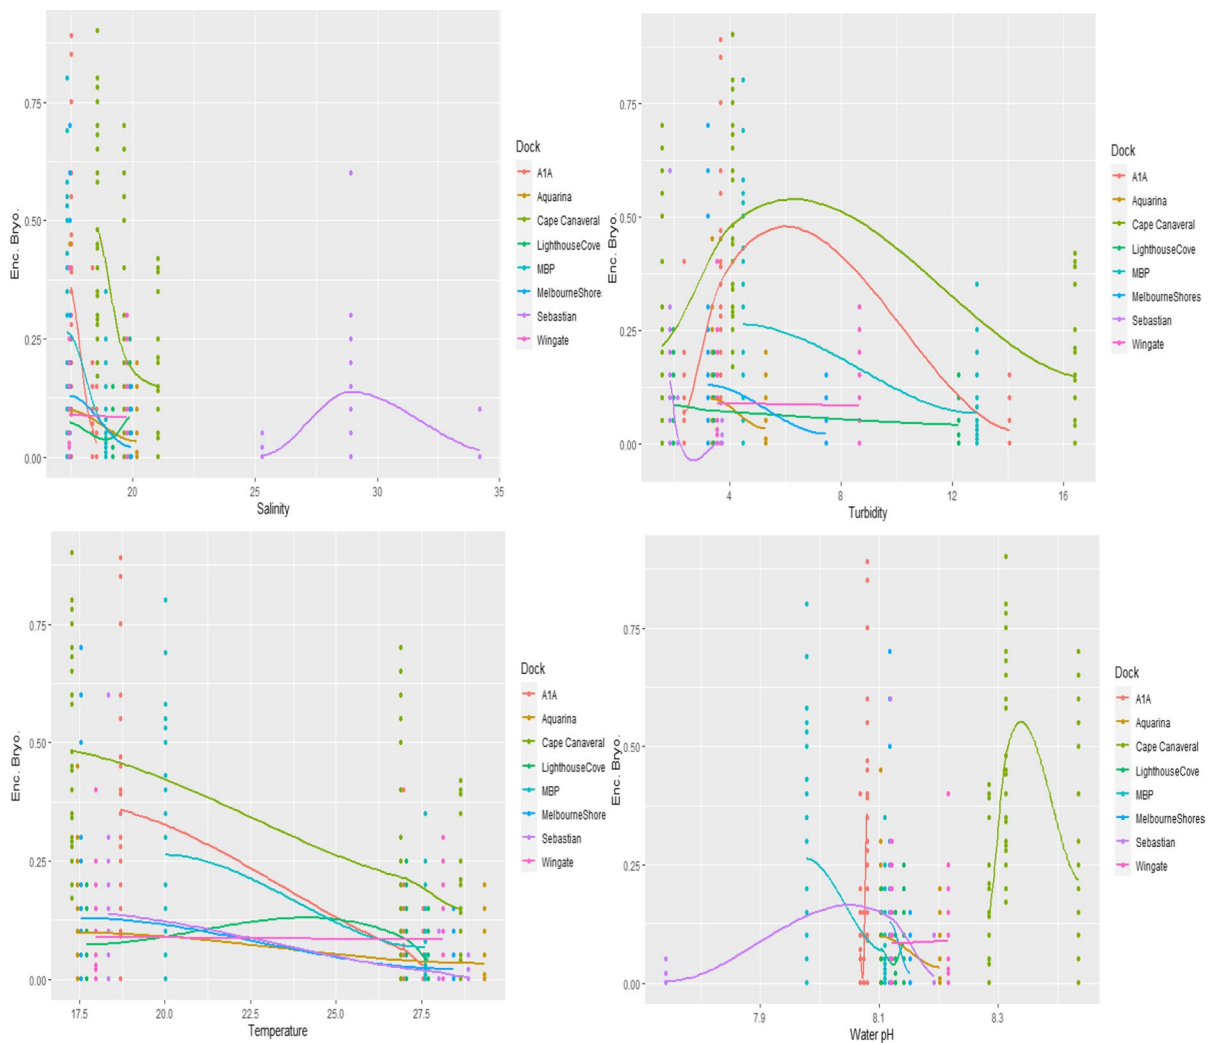 Enc. Bryo.
0.75
0.50
0.25
0.00
20
25
30
35
Salinity
Dock
A1A
Aquarina
Cape Canaveral
LighthouseCove
MBP
MelbourneShore
Sebastian
Wingate
Enc. Bryo.
0.75
0.50
0.25
0.00
4
8
12
16
Turbidity
Dock
A1A
Aquarina
Cape Canaveral
LighthouseCove
MBP
MelbourneShores
Sebastian
Wingate
Enc. Bryo.
0.75
0.50
0.25
0.00
17.5
20.0
22.5
25.0
27.5
Temperature
Dock
A1A
Aquarina
Cape Canaveral
LighthouseCove
MBP
MelbourneShore
Sebastian
Wingate
Enc. Bryo.
0.75
0.50
0.25
0.00
7.9
8.1
8.3
Water pH
Dock
A1A
Aquarina
Cape Canaveral
LighthouseCove
MBP
MelbourneShores
Sebastian
Wingate